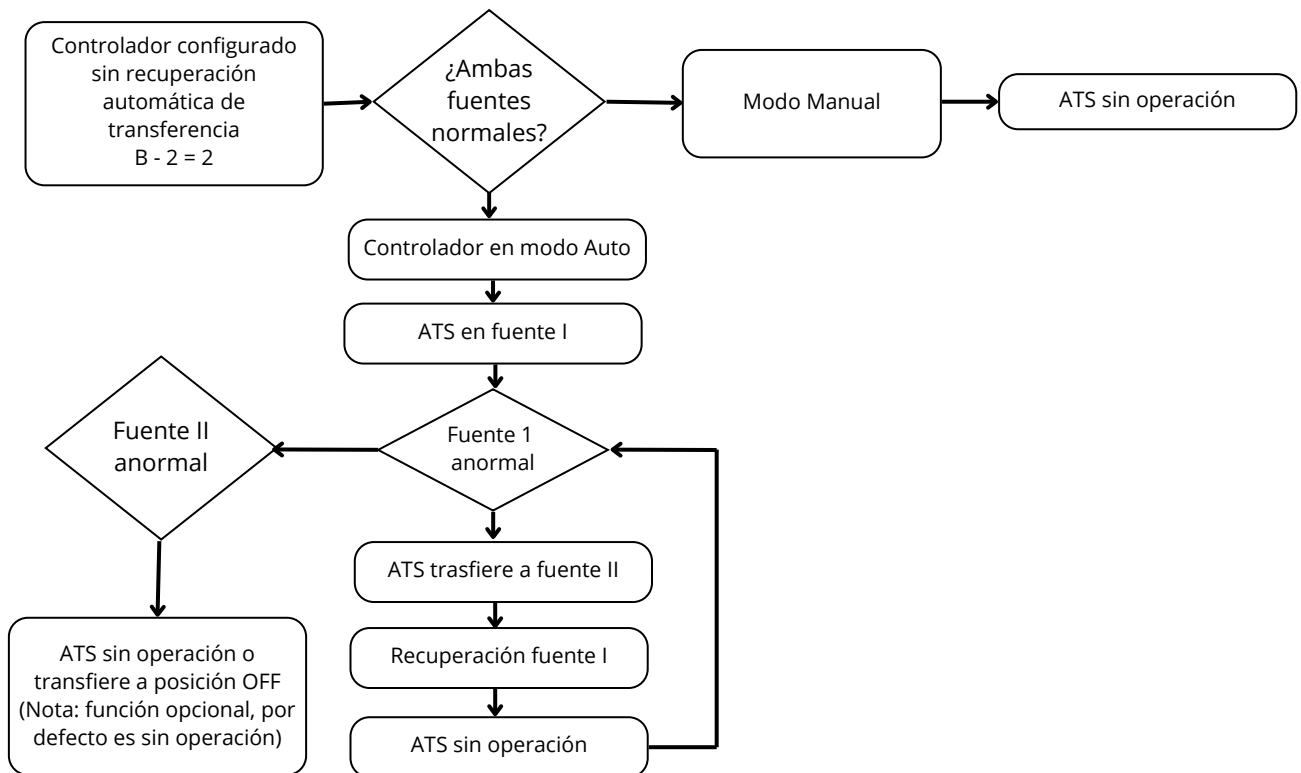 Controlador configurado
sin recuperación
automática de
transferencia
B - 2 = 2
¿Ambas
fuentes
normales?
Modo Manual
ATS sin operación
Controlador en modo Auto
ATS en fuente I
Fuente II
anormal
Fuente 1
anormal
ATS trasfiere a fuente II
Recuperación fuente I
ATS sin operación
ATS sin operación o
transfiere a posición OFF
(Nota: función opcional, por
defecto es sin operación)